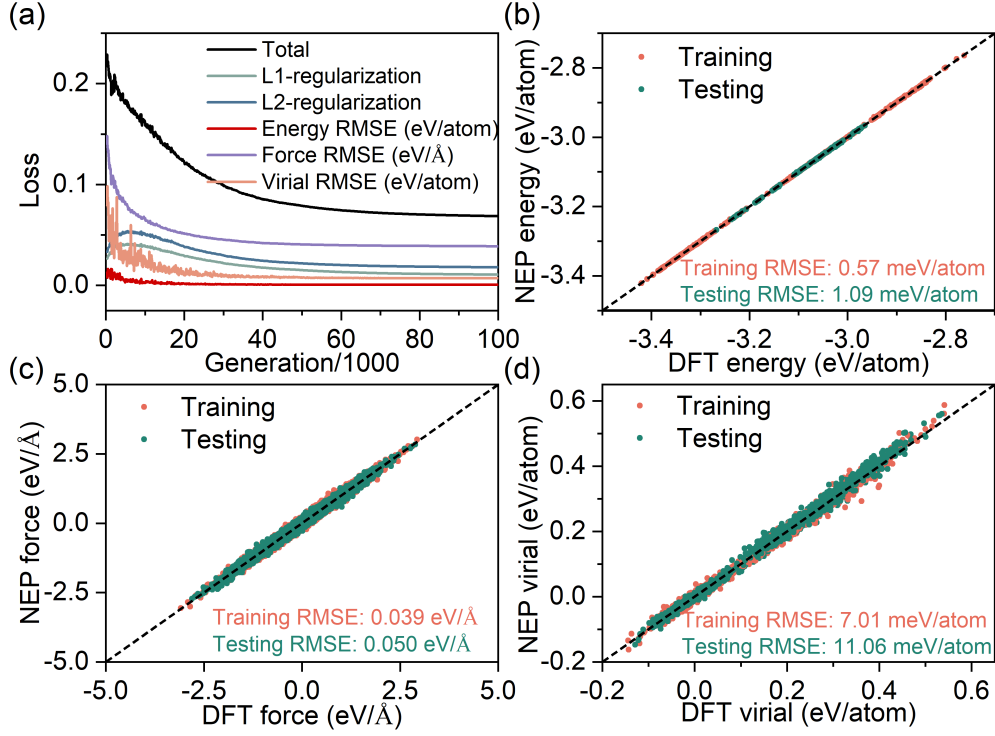 (a)
Total
L1-regularization
L2-regularization
Energy RMSE (eV/atom)
Force RMSE (eV/Å)
Virial RMSE (eV/atom)
0.2
0.1
0.0
Loss
0 20 40 60 80 100
Generation/1000
(b)
Training
Testing
-2.8
-3.0
-3.2
-3.4
NEP energy (eV/atom)
Training RMSE: 0.57 meV/atom
Testing RMSE: 1.09 meV/atom
-3.4 -3.2 -3.0 -2.8
DFT energy (eV/atom)
(c)
Training
Testing
5.0
2.5
0.0
-2.5
-5.0
NEP force (eV/Å)
Training RMSE: 0.039 eV/Å
Testing RMSE: 0.050 eV/Å
-5.0 -2.5 0.0 2.5 5.0
DFT force (eV/Å)
(d)
Training
Testing
0.6
0.4
0.2
0.0
-0.2
NEP virial (eV/atom)
Training RMSE: 7.01 meV/atom
Testing RMSE: 11.06 meV/atom
-0.2 0.0 0.2 0.4 0.6
DFT virial (eV/atom)